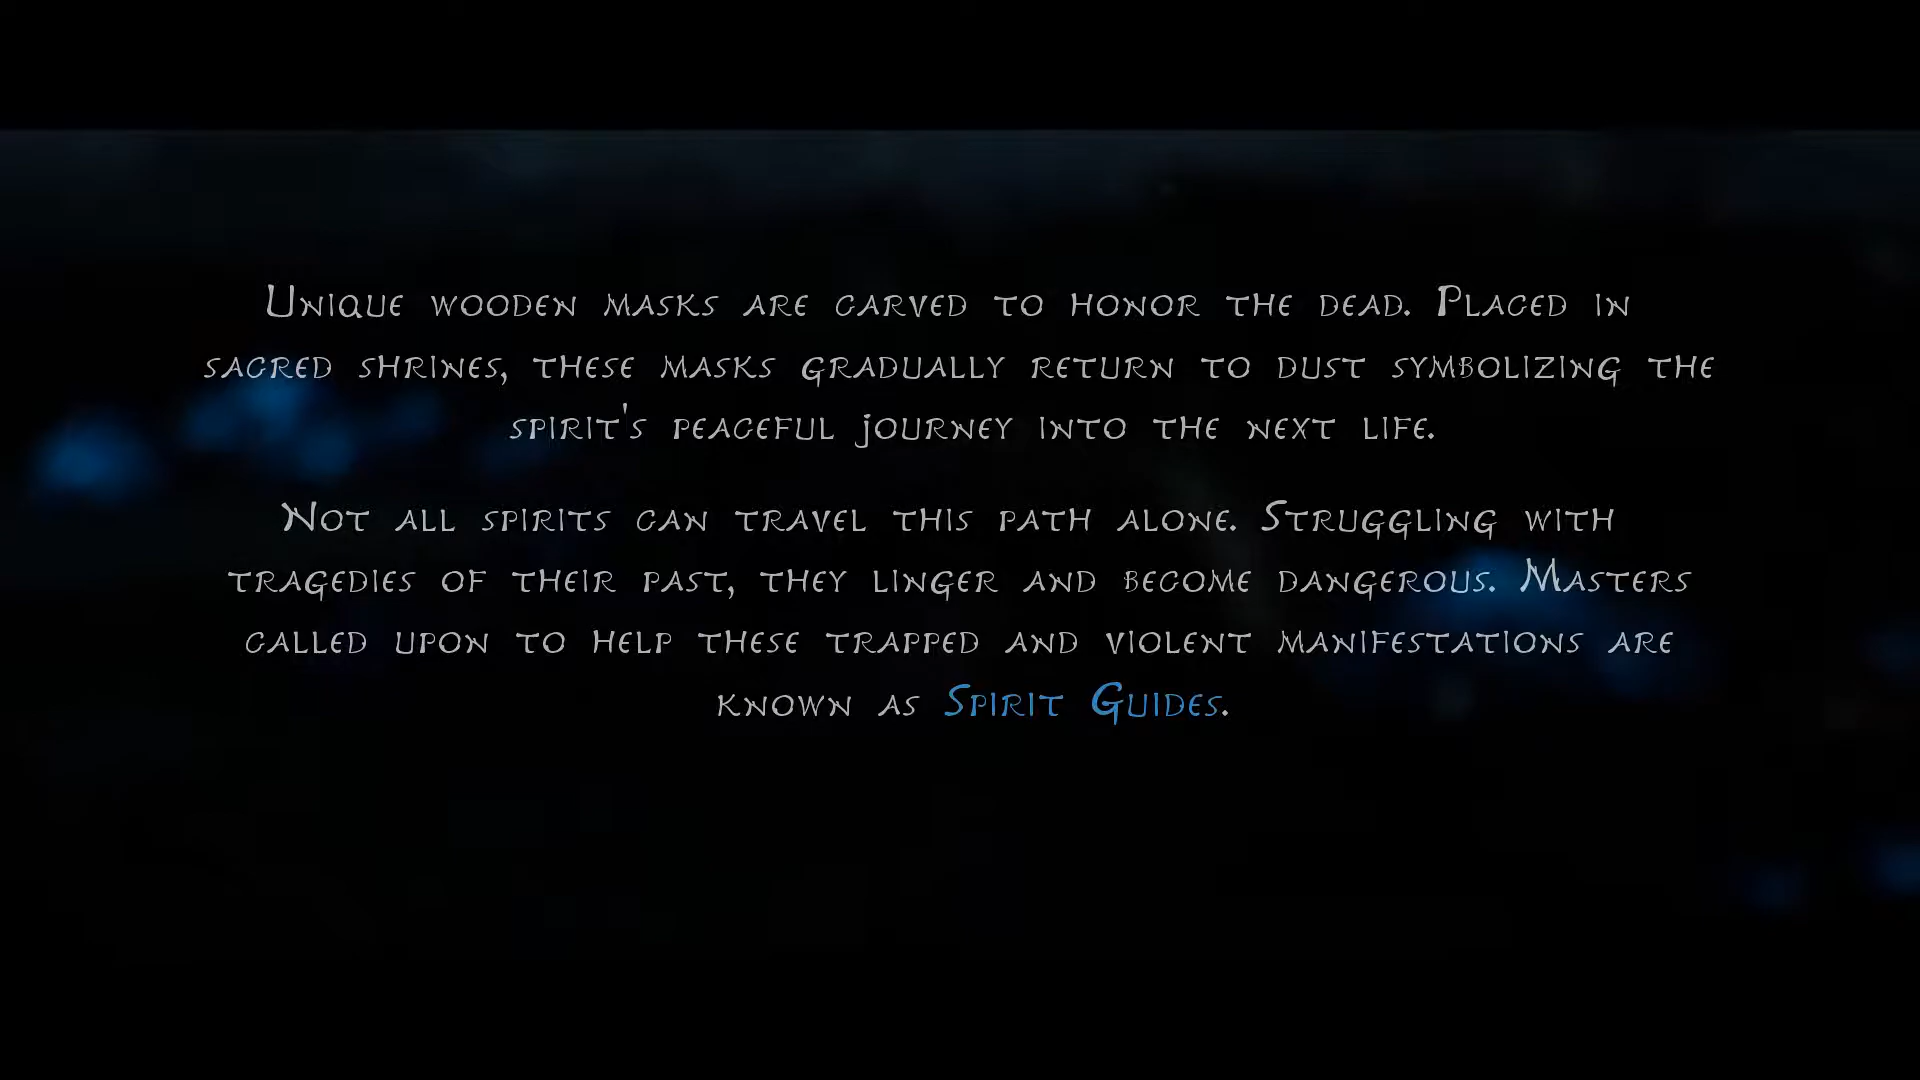 Unique wooden masks are carved to honor the dead. Placed in
sacred shrines, these masks gradually return to dust symbolizing the
spirit's peaceful journey into the next life.
Not all spirits can travel this path alone. Struggling with
tragedies of their past, they linger and become dangerous. Masters
called upon to help these trapped and violent manifestations are
known as Spirit Guides.